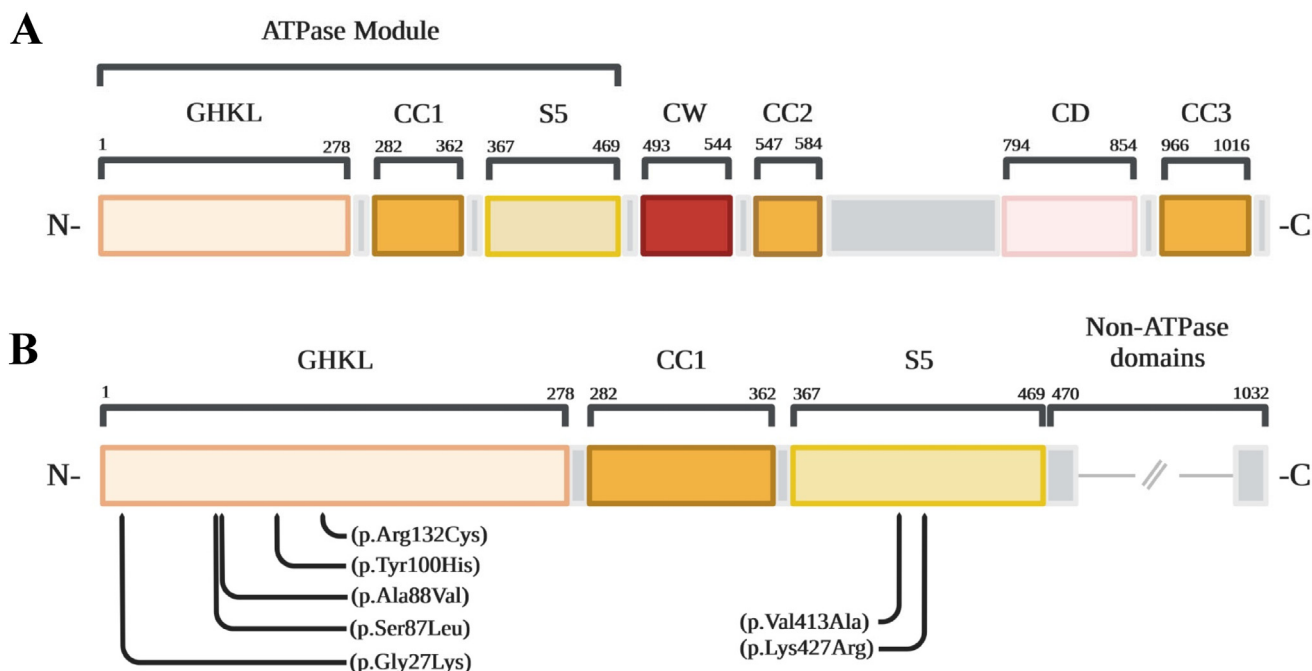 A
ATPase Module
GHKL CC1 S5 CW CC2 CD CC3
1 278 282 362 367 469 493 544 547 584 794 854 966 1016
N- -C
B
Non-ATPase
domains
GHKL CC1 S5
1 278 282 362 367 469 470 1032
N- -C
(p.Arg132Cys)
(p.Tyr100His)
(p.Ala88Val)
(p.Ser87Leu)
(p.Gly27Lys)
(p.Val413Ala)
(p.Lys427Arg)